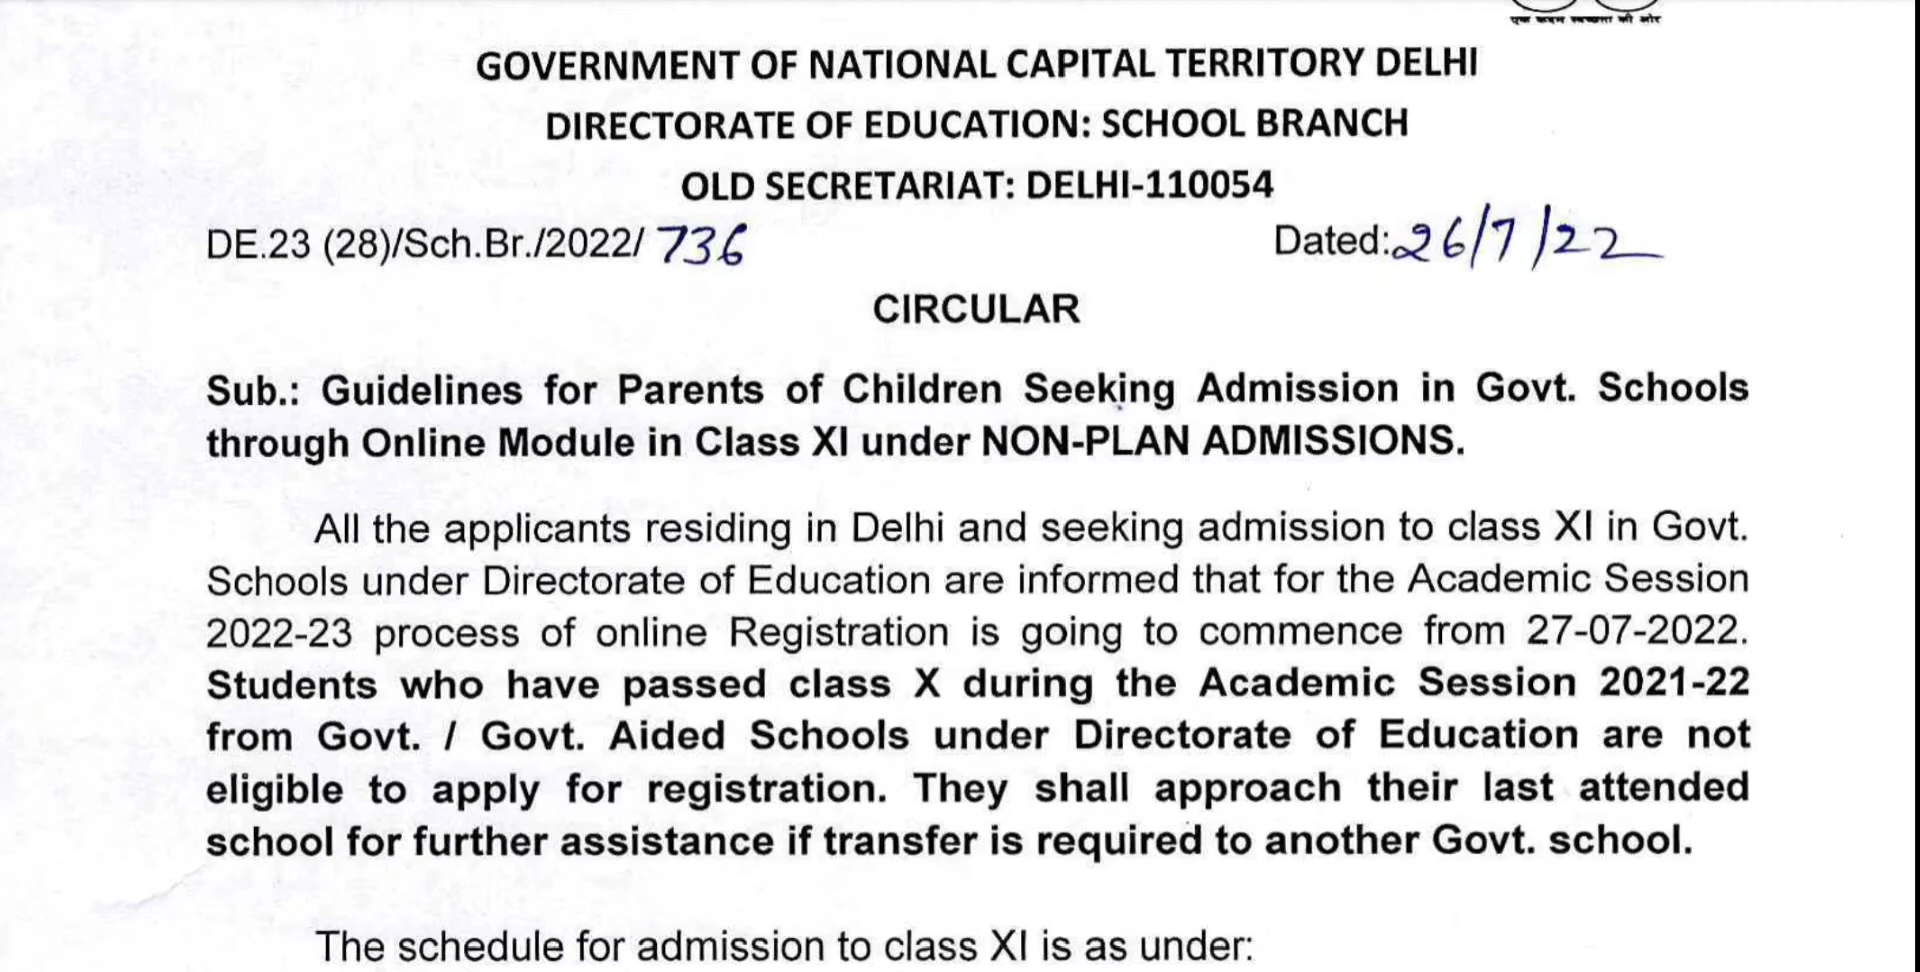 एक कदम स्वच्छता की ओर
GOVERNMENT OF NATIONAL CAPITAL TERRITORY DELHI
DIRECTORATE OF EDUCATION: SCHOOL BRANCH
OLD SECRETARIAT: DELHI-110054
DE.23 (28)/Sch.Br./2022/ 736 Dated: 26/7/22
CIRCULAR
Sub.: Guidelines for Parents of Children Seeking Admission in Govt. Schools
through Online Module in Class XI under NON-PLAN ADMISSIONS.
All the applicants residing in Delhi and seeking admission to class XI in Govt.
Schools under Directorate of Education are informed that for the Academic Session
2022-23 process of online Registration is going to commence from 27-07-2022.
Students who have passed class X during the Academic Session 2021-22
from Govt. / Govt. Aided Schools under Directorate of Education are not
eligible to apply for registration. They shall approach their last attended
school for further assistance if transfer is required to another Govt. school.
The schedule for admission to class XI is as under: